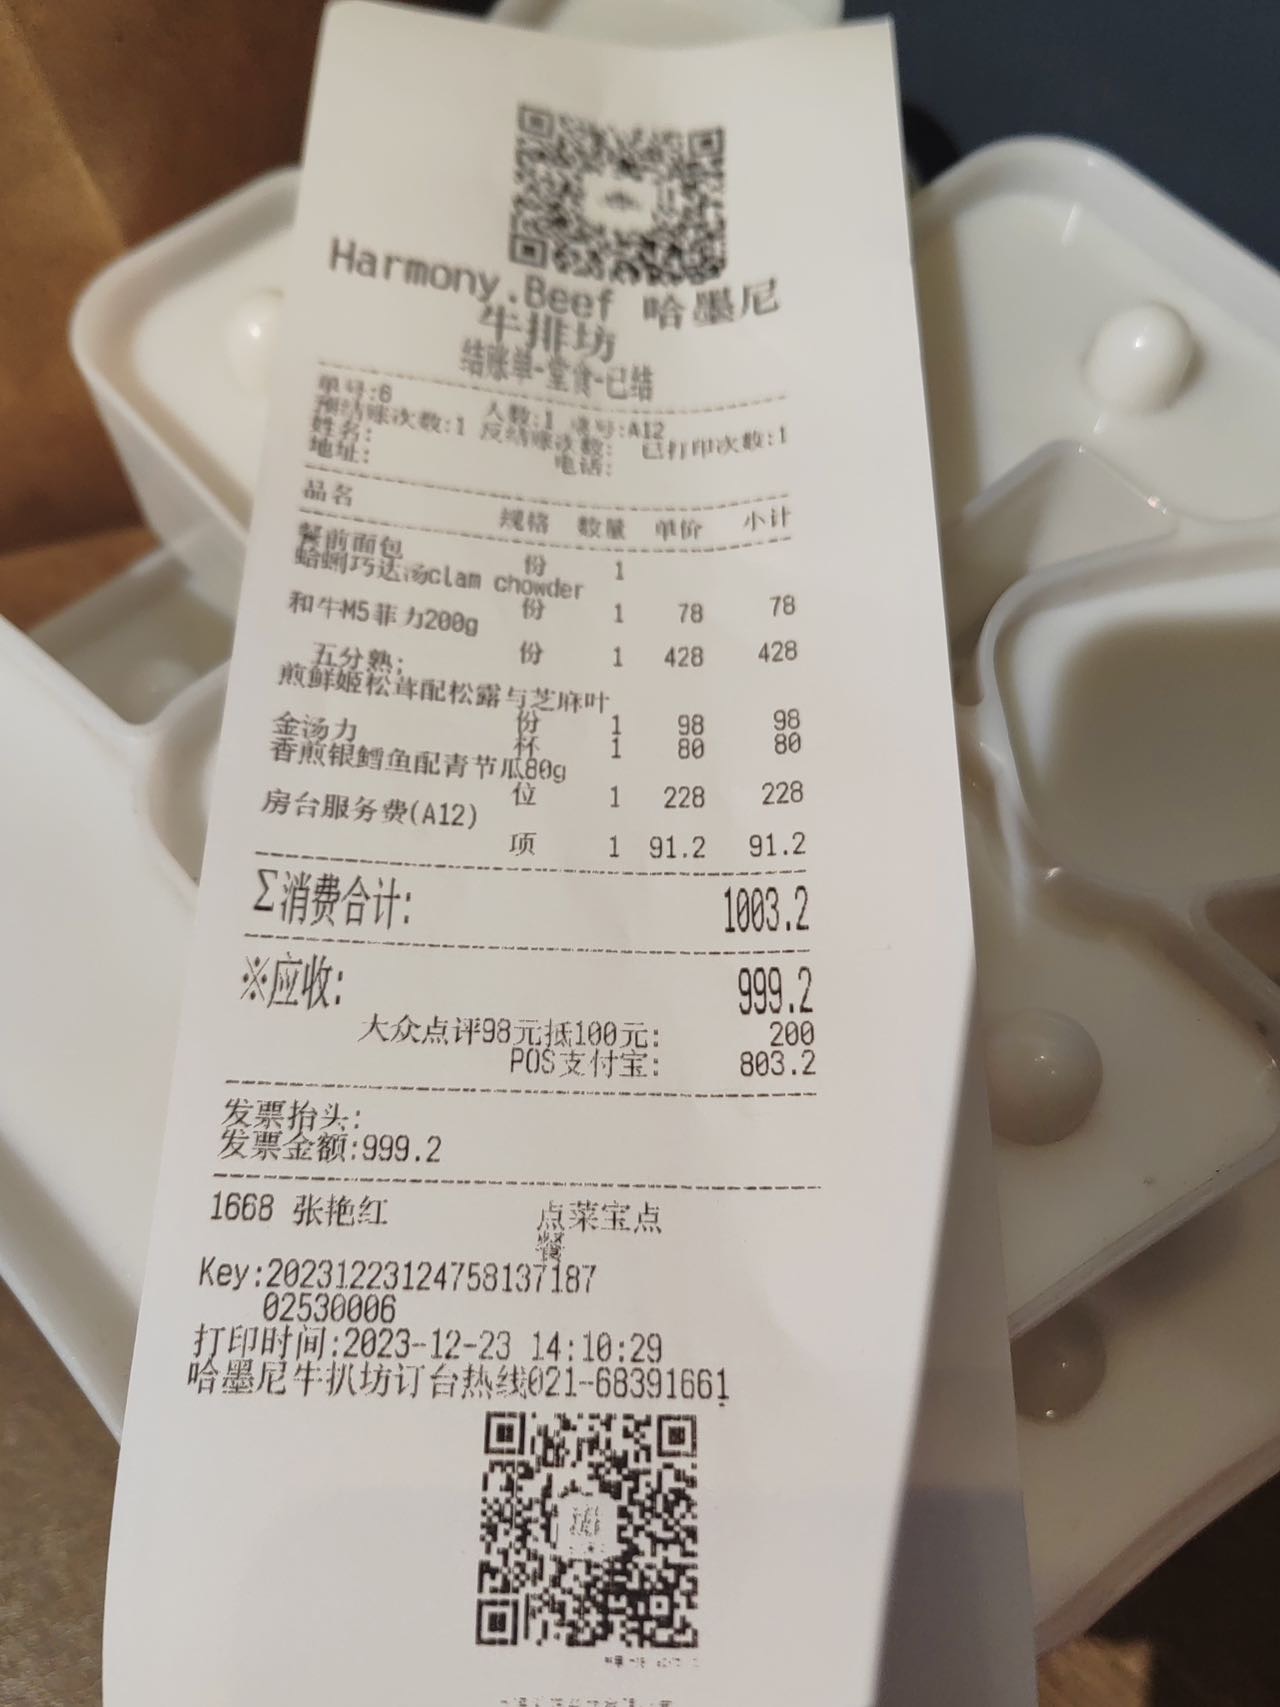 Harmony.Beef 哈墨尼
牛排坊
结账单-堂食-已结
单号:6 人数:1 桌号:A12
预结账次数:1 反结账次数: 已打印次数:1
姓名: 电话:
地址:
品名 规格 数量 单价 小计
餐前面包
份 1
蛤蜊巧达汤clam chowder
份 1 78 78
和牛M5菲力200g
份 1 428 428
五分熟;
煎鲜姬松茸配松露与芝麻叶
份 1 98 98
金汤力
杯 1 80 80
香煎银鳕鱼配青节瓜80g
位 1 228 228
房台服务费(A12)
项 1 91.2 91.2
Σ消费合计: 1003.2
※应收: 999.2
大众点评98元抵100元: 200
POS支付宝: 803.2
发票抬头:
发票金额:999.2
1668 张艳红 点菜宝点
餐
Key:20231223124758137187
02530006
打印时间:2023-12-23 14:10:29
哈墨尼牛扒坊订台热线021-68391661